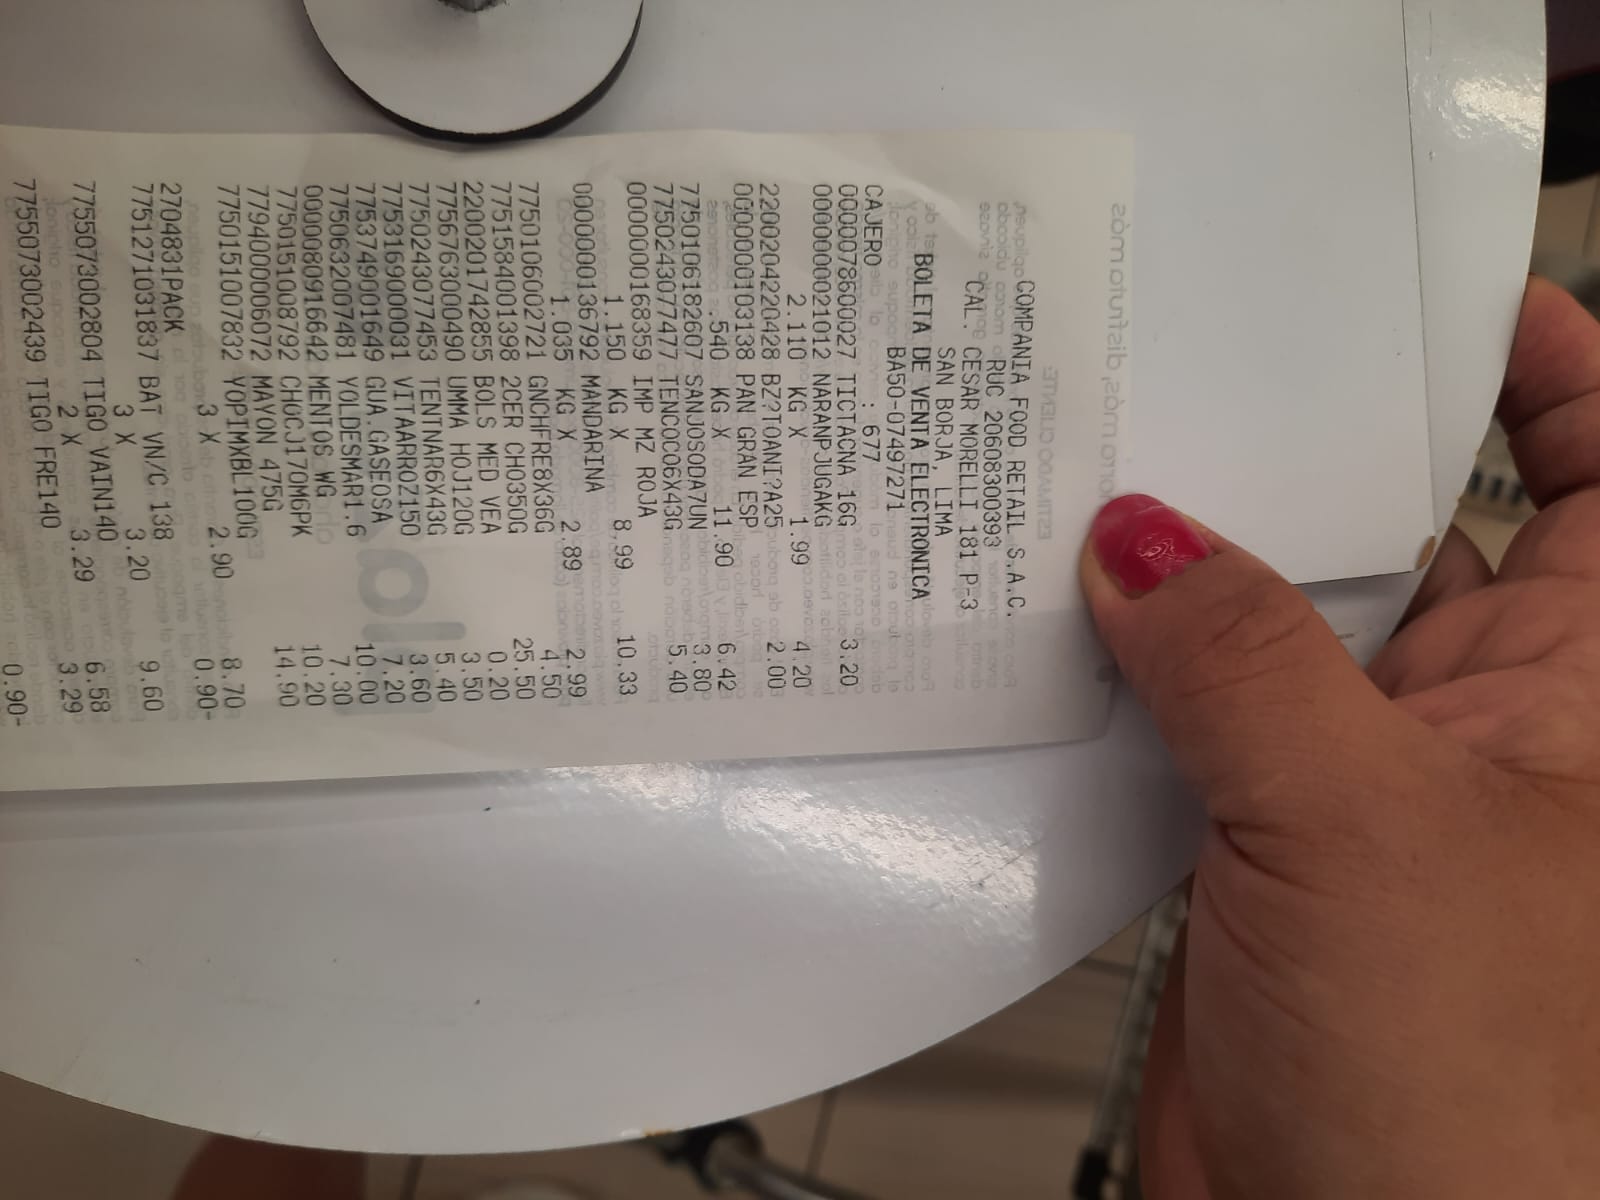 COMPANIA FOOD RETAIL S.A.C.
RUC 20608300393
CAL. CESAR MORELLI 181 P-3
SAN BORJA, LIMA
BOLETA DE VENTA ELECTRONICA
BA50-07497271
CAJERO : 677
0000078600027 TICTACNA 16G 3.20
0000000021012 NARANPJUGAKG
2.110 KG X 1.99 4.20
2200204220428 BZ?TOANI?A25 2.00
0000000103138 PAN GRAN ESP
.540 KG X 11.90 6.42
7750106182607 SANJOSODA7UN 3.80
7750243077477 TENCOCO6X43G 5.40
0000000168359 IMP MZ ROJA
1.150 KG X 8.99 10.33
0000000136792 MANDARINA
1.035 KG X 2.89 2.99
7750106002721 GNCHFRE8X36G 4.50
7751584001398 2CER CHO350G 25.50
2200201742855 BOLS MED VEA 0.20
7756763000490 UMMA HOJ120G 3.50
7750243077453 TENTNAR6X43G 5.40
7753169000031 VITAARROZ150 3.60
7753749001649 GUA.GASEOSA 7.20
7750632007481 YOLDESMAR1.6 10.00
0000080916642 MENTOS WG 7.30
7750151008792 CHOCJ170M6PK 10.20
7794000006072 MAYON 475G 14.90
7750151007832 YOPIMXBL100G
3 X 2.90 8.70
2704831PACK 0.90-
7751271031837 BAT VN/C 138
3 X 3.20 9.60
7755073002804 TIGO VAIN140
2 X 3.29 6.58
7755073002439 TIGO FRE140 3.29
0.90-